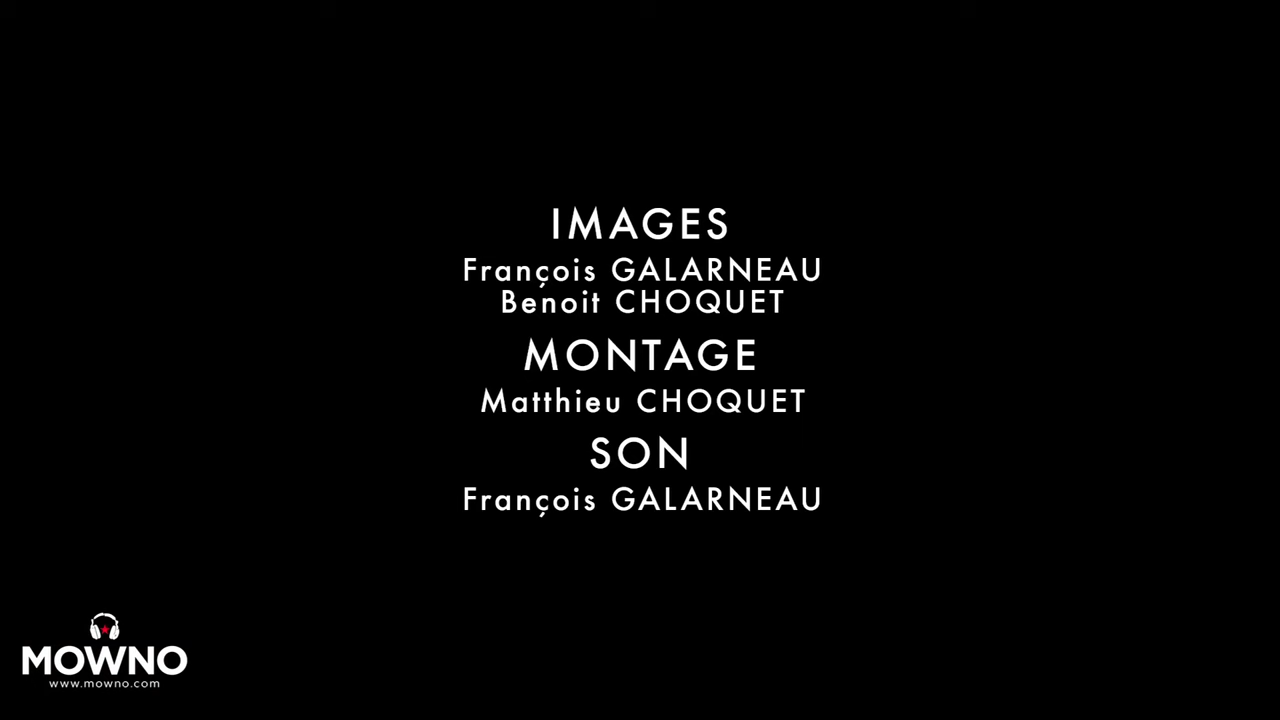 IMAGES
François GALARNEAU
Benoit CHOQUET
MONTAGE
Matthieu CHOQUET
SON
François GALARNEAU
MOWNO
www.mowno.com